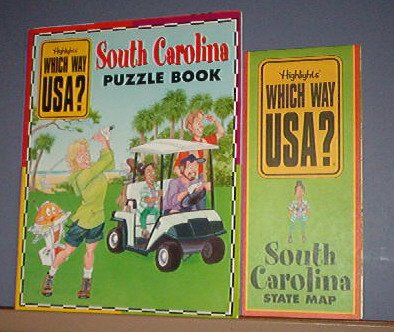 Highlights
WHICH WAY
USA?
South Carolina
PUZZLE BOOK
Highlights'
WHICH WAY
USA?
South
Carolina
STATE MAP